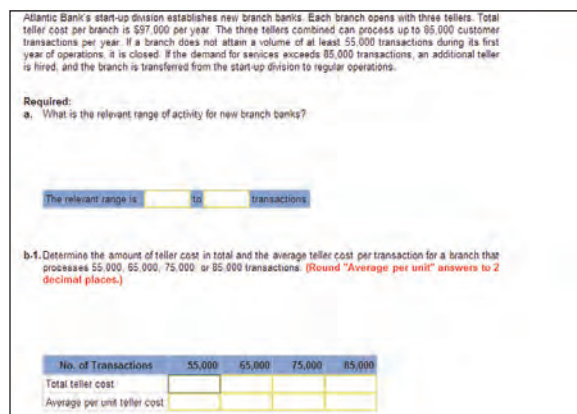 Atlantic Bank's start-up division establishes new branch banks. Each branch opens with three tellers. Total
teller cost per branch is $97,000 per year. The three tellers combined can process up to 85,000 customer
transactions per year. If a branch does not attain a volume of at least 55,000 transactions during its first
year of operations, it is closed. If the demand for services exceeds 85,000 transactions, an additional teller
is hired, and the branch is transferred from the start-up division to regular operations.
Required:
a. What is the relevant range of activity for new branch banks?
The relevant range is to transactions
b-1. Determine the amount of teller cost in total and the average teller cost per transaction for a branch that
processes 55,000, 65,000, 75,000, or 85,000 transactions. (Round "Average per unit" answers to 2
decimal places.)
No. of Transactions 55,000 65,000 75,000 85,000
Total teller cost
Average per unit teller cost